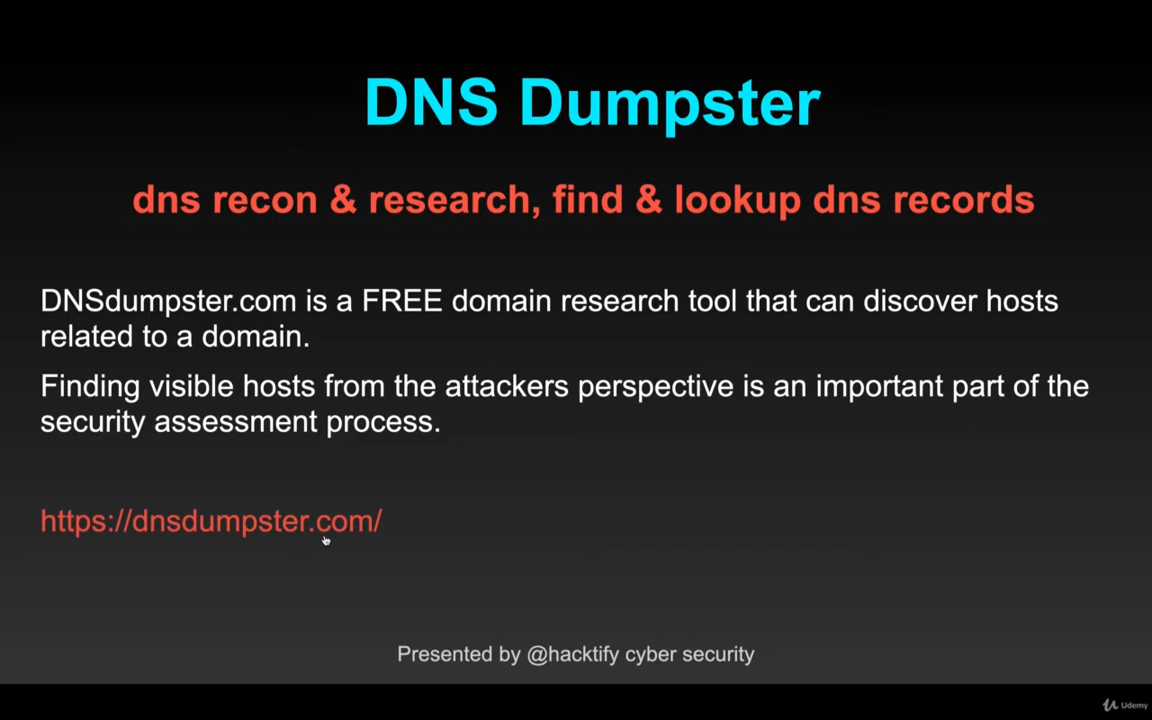 DNS Dumpster
dns recon & research, find & lookup dns records
DNSdumpster.com is a FREE domain research tool that can discover hosts
related to a domain.
Finding visible hosts from the attackers perspective is an important part of the
security assessment process.
https://dnsdumpster.com/
Presented by @hacktify cyber security
Udemy